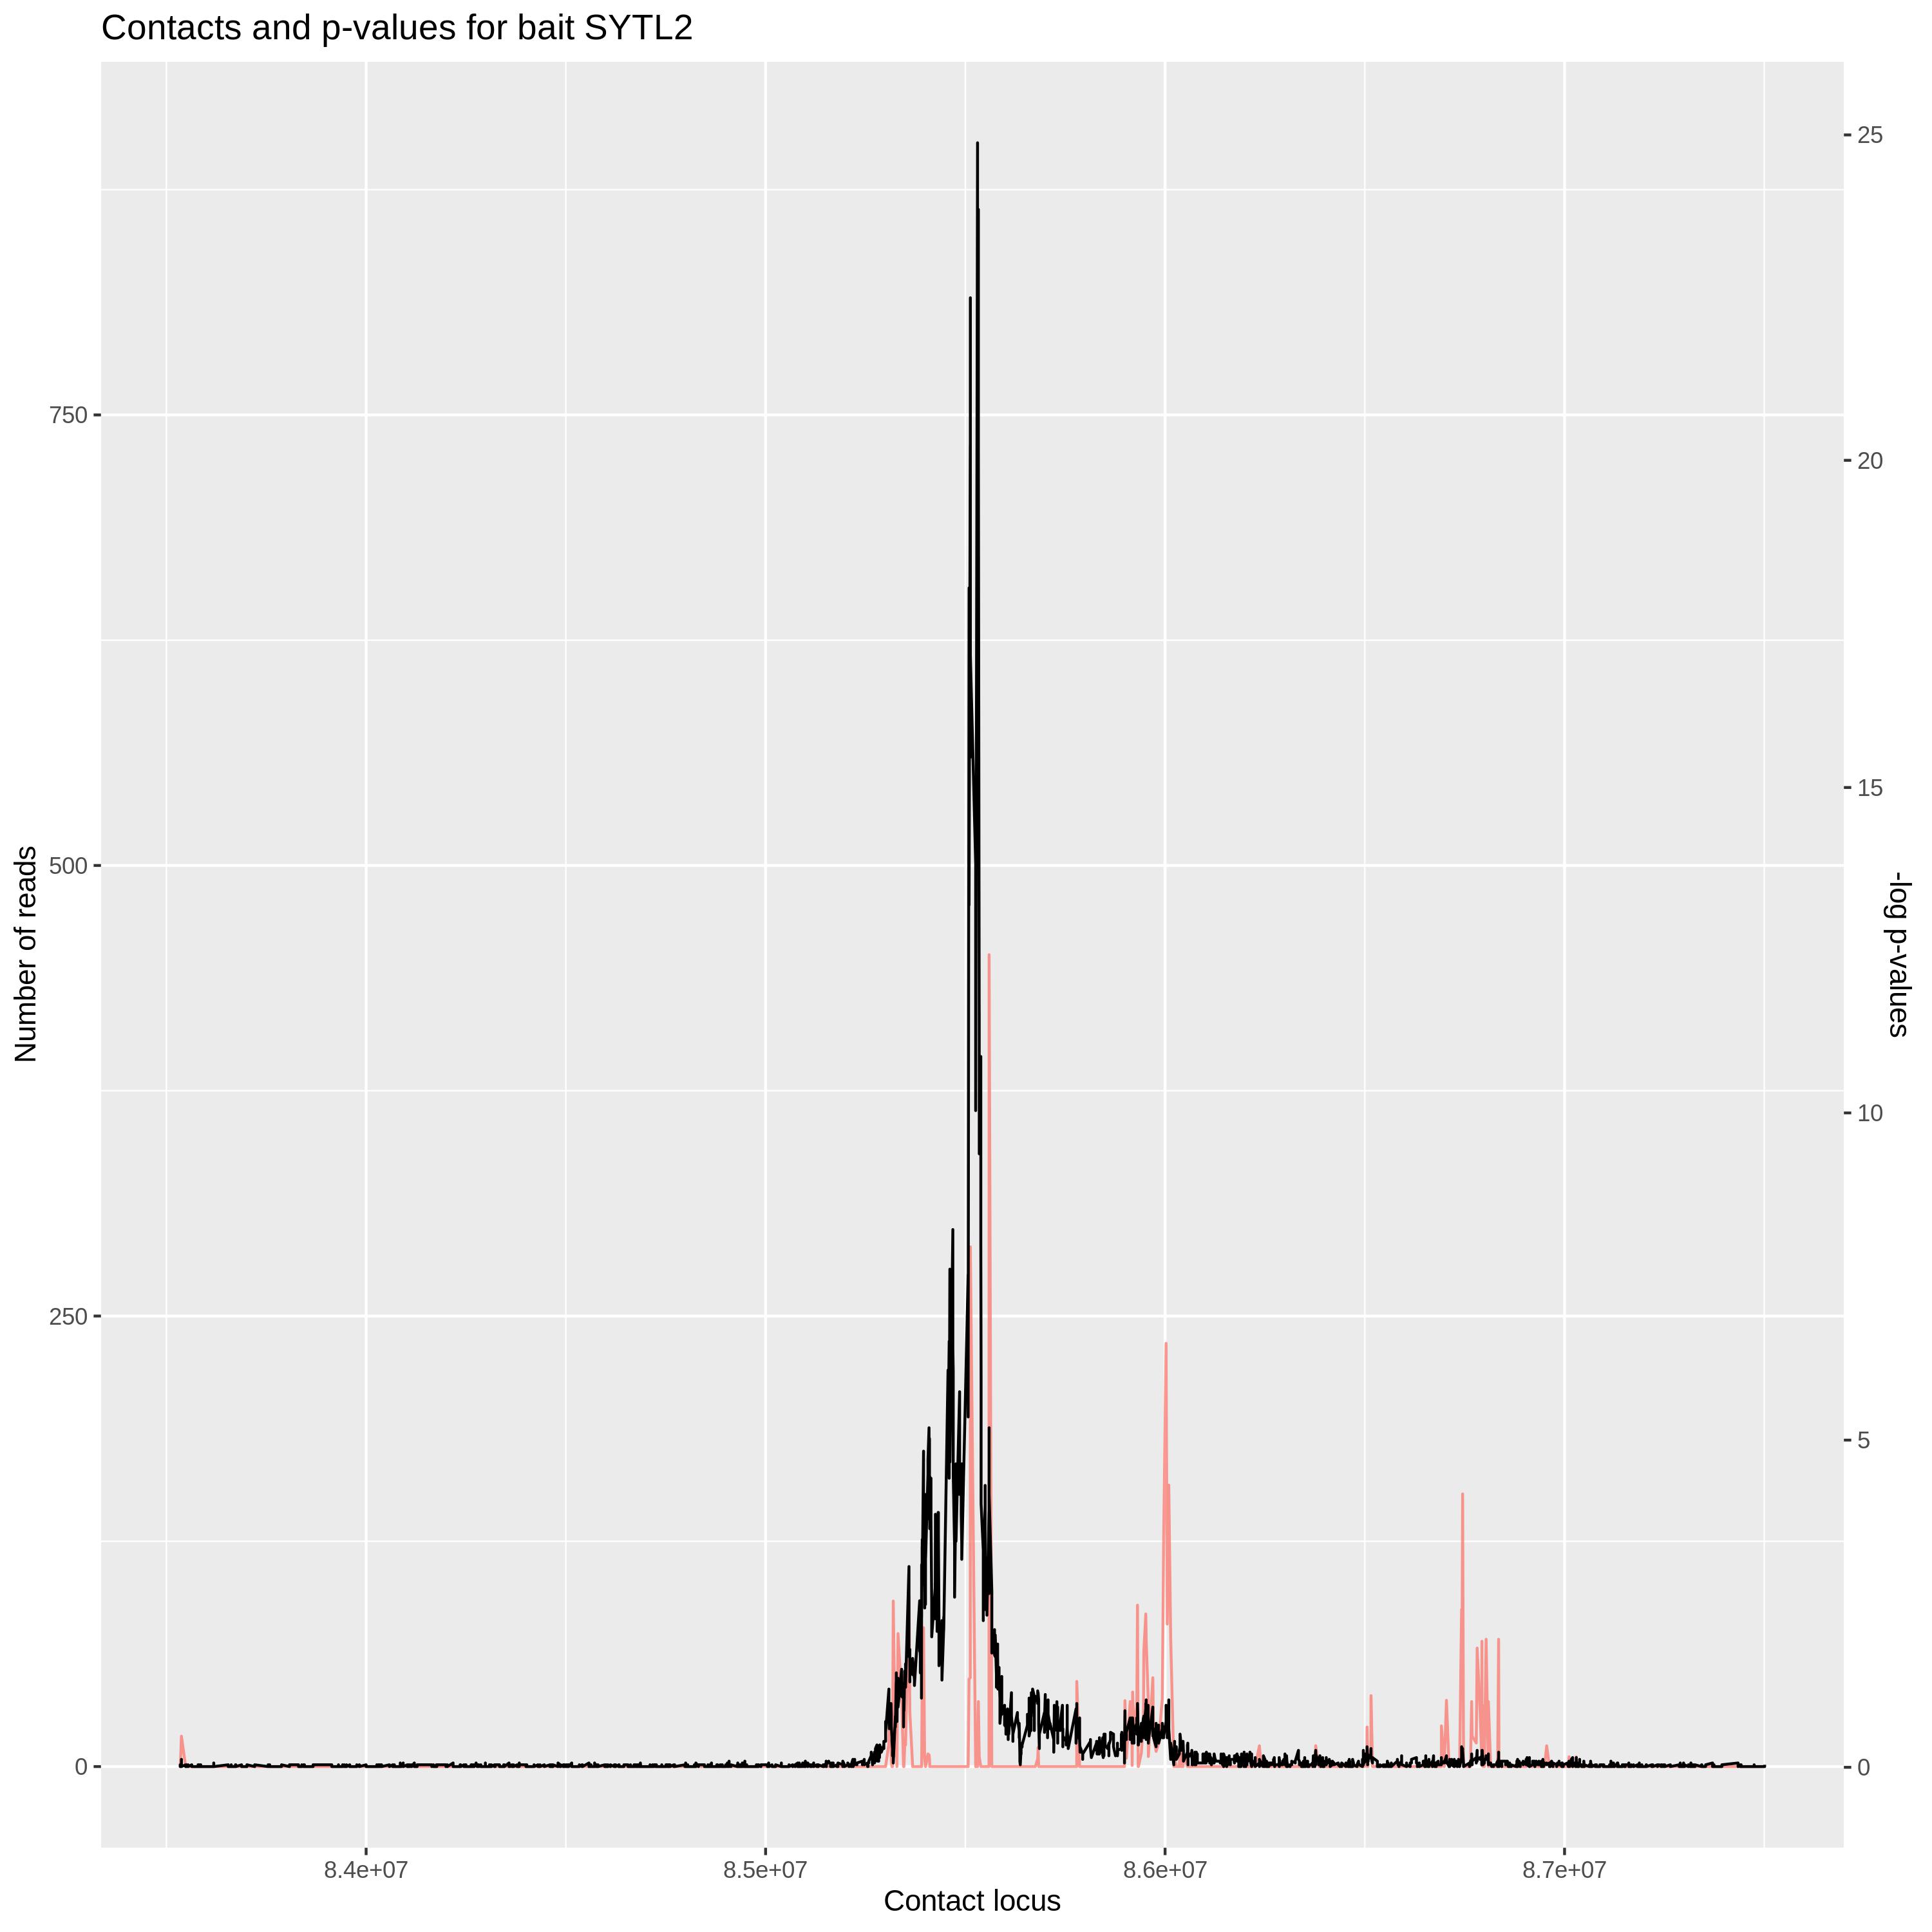 Contacts and p-values for bait SYTL2
Number of reads
750
500
250
0
25
20
15
10
5
0
-log p-values
8.4e+07
8.5e+07
8.6e+07
8.7e+07
Contact locus